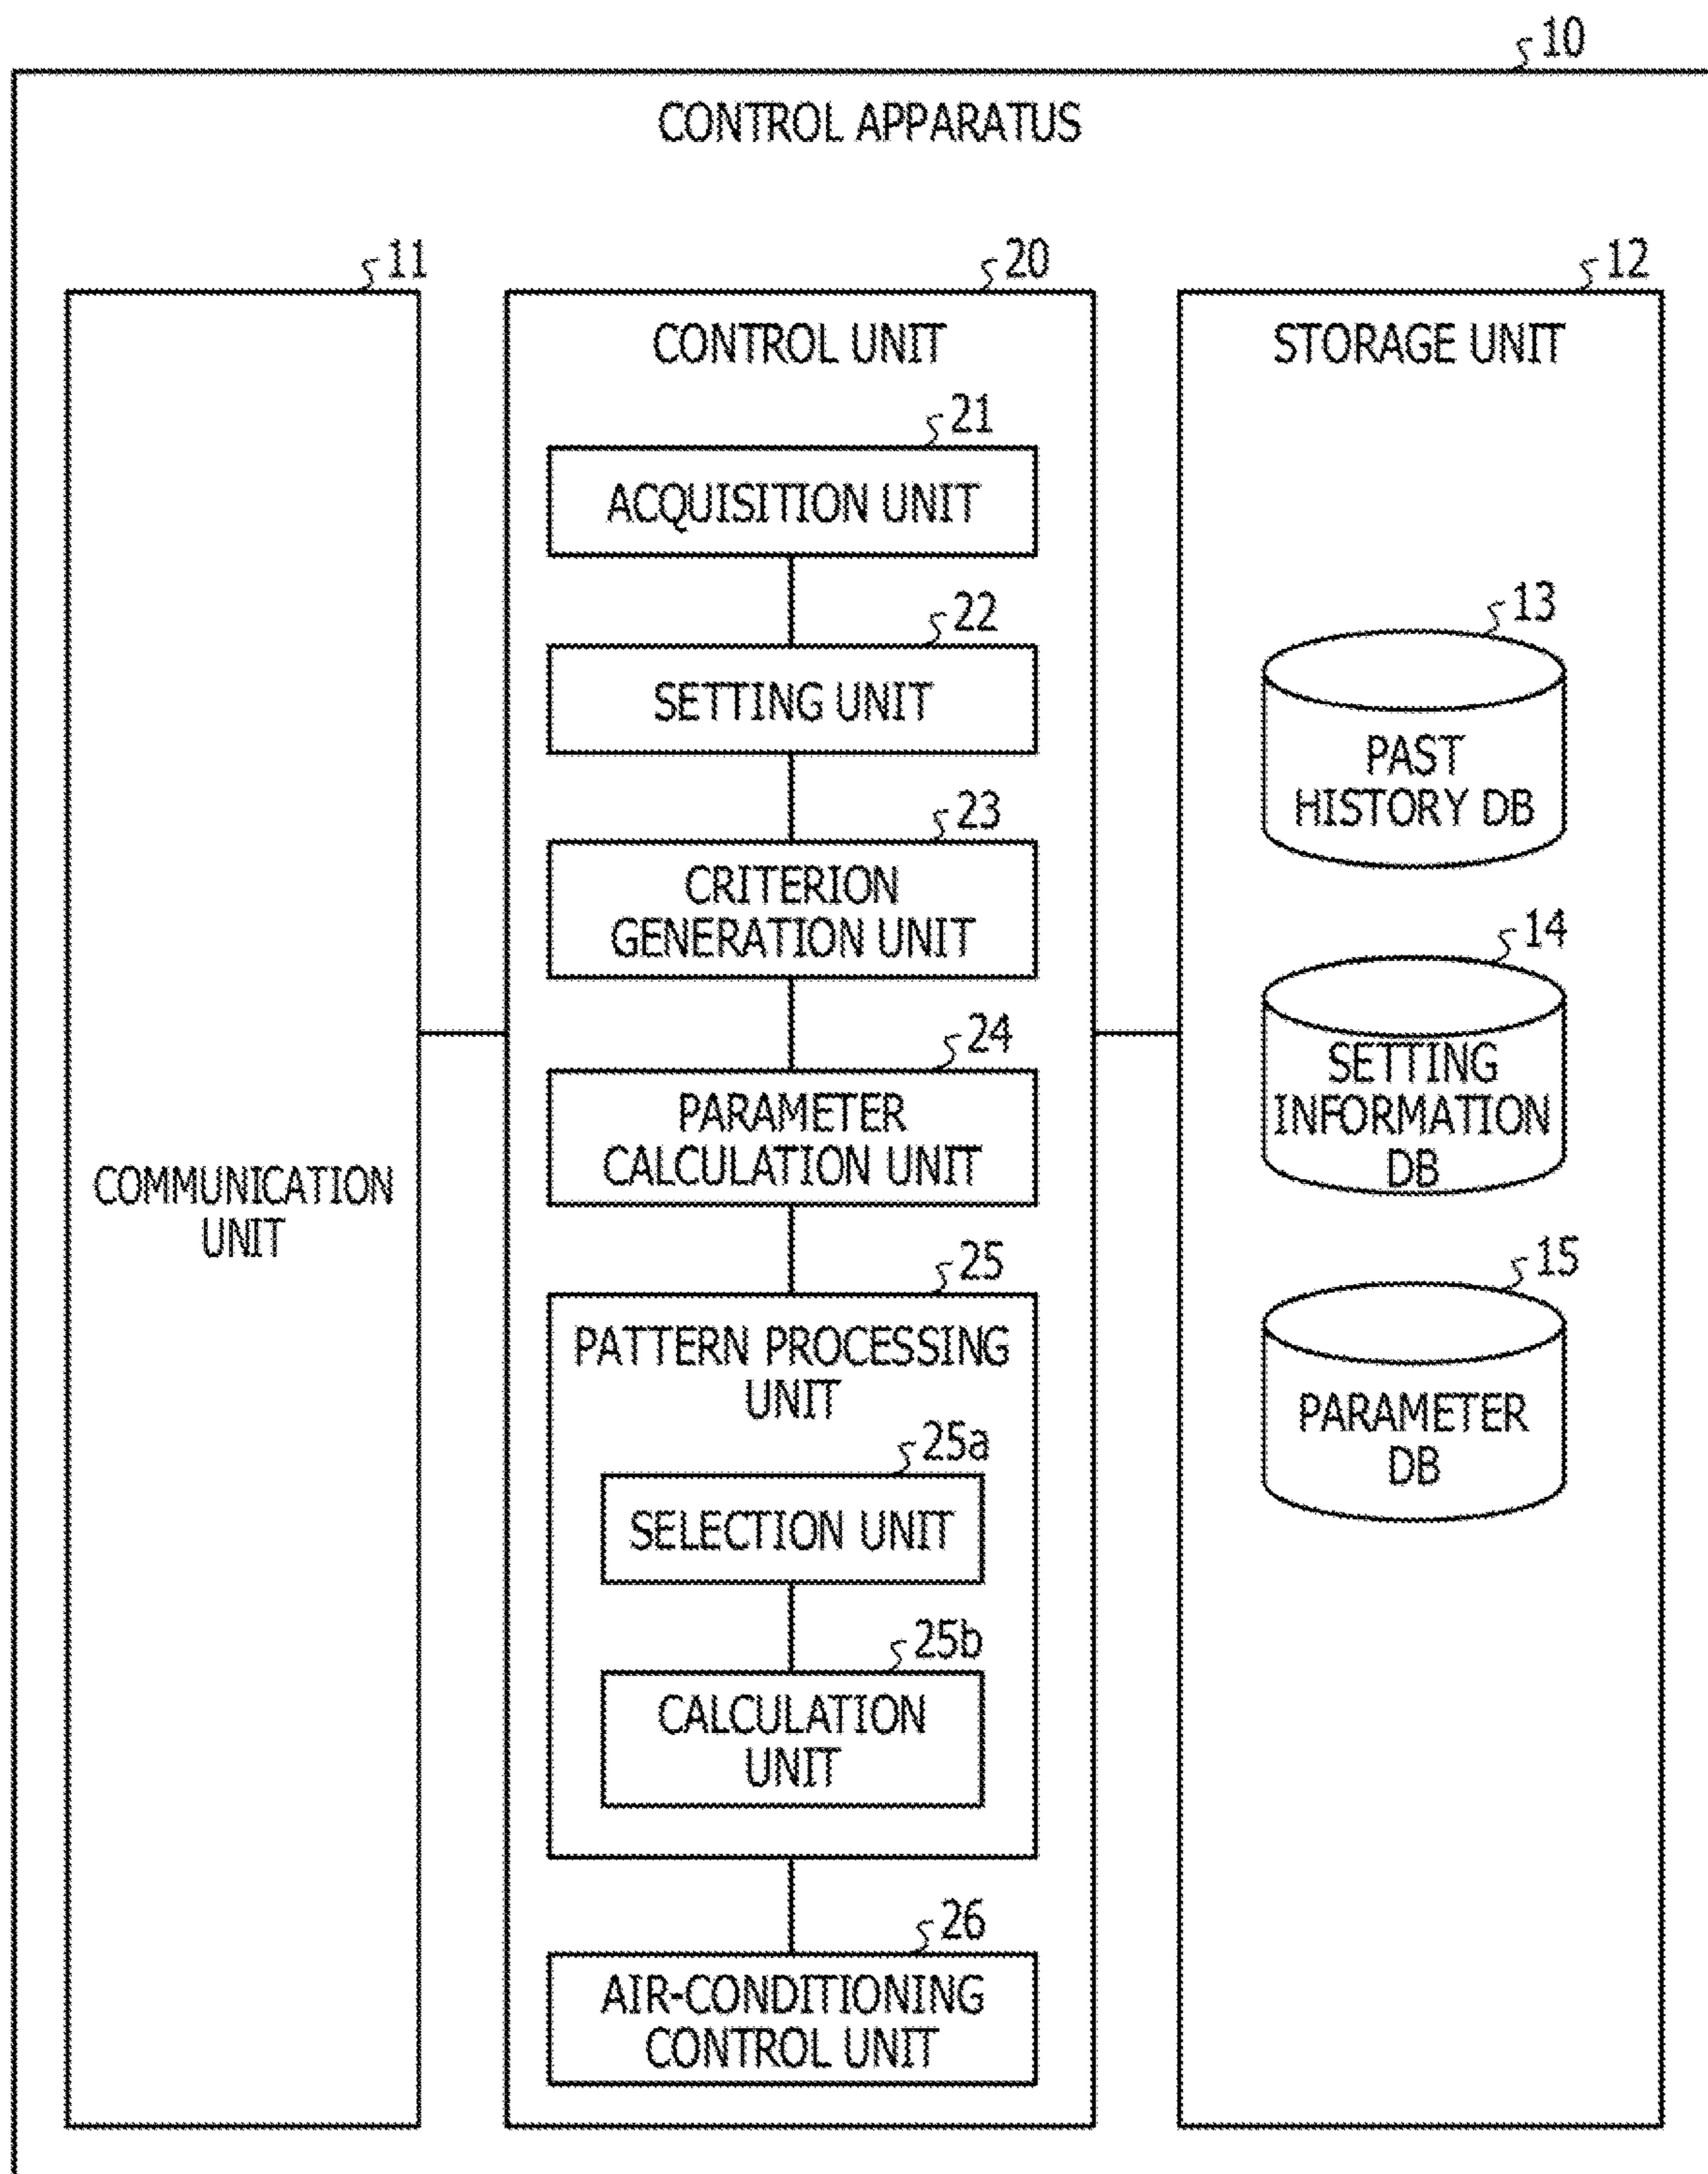 10
CONTROL APPARATUS
11
COMMUNICATION
UNIT
20
CONTROL UNIT
21
ACQUISITION UNIT
22
SETTING UNIT
23
CRITERION
GENERATION UNIT
24
PARAMETER
CALCULATION UNIT
25
PATTERN PROCESSING
UNIT
25a
SELECTION UNIT
25b
CALCULATION
UNIT
26
AIR-CONDITIONING
CONTROL UNIT
12
STORAGE UNIT
13
PAST
HISTORY DB
14
SETTING
INFORMATION
DB
15
PARAMETER
DB